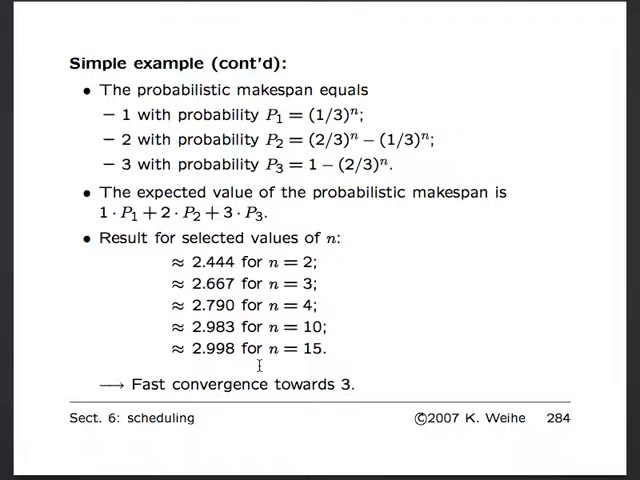 Simple example (cont'd):
• The probabilistic makespan equals
– 1 with probability P₁ = (1/3)ⁿ;
– 2 with probability P₂ = (2/3)ⁿ − (1/3)ⁿ;
– 3 with probability P₃ = 1 − (2/3)ⁿ.
• The expected value of the probabilistic makespan is
1 · P₁ + 2 · P₂ + 3 · P₃.
• Result for selected values of n:
≈ 2.444 for n = 2;
≈ 2.667 for n = 3;
≈ 2.790 for n = 4;
≈ 2.983 for n = 10;
≈ 2.998 for n = 15.
⟶ Fast convergence towards 3.
Sect. 6: scheduling ©2007 K. Weihe 284